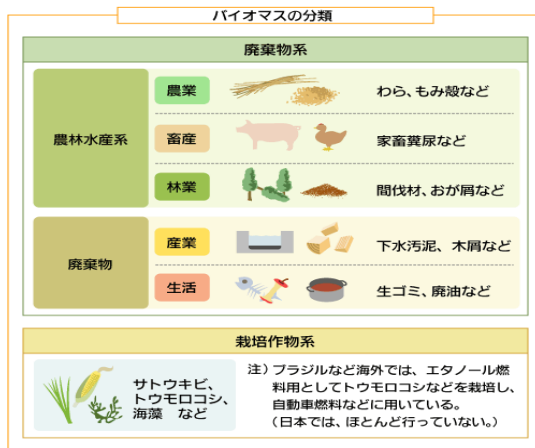 バイオマスの分類
廃棄物系
農林水産系
農業
わら、もみ殻など
畜産
家畜糞尿など
林業
間伐材、おが屑など
廃棄物
産業
下水汚泥、木屑など
生活
生ゴミ、廃油など
栽培作物系
サトウキビ、
トウモロコシ、
海藻 など
注）ブラジルなど海外では、エタノール燃
料用としてトウモロコシなどを栽培し、
自動車燃料などに用いている。
（日本では、ほとんど行っていない。）